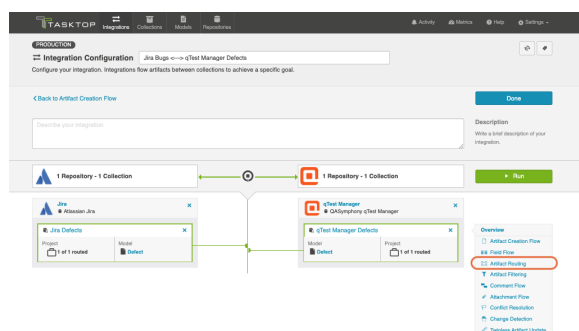 TASKTOP
Integrations
Collections
Models
Repositories
Activity
Metrics
Help
Settings
PRODUCTION
Integration Configuration
Jira Bugs <---> qTest Manager Defects
Configure your integration. Integrations flow artifacts between collections to achieve a specific goal.
Back to Artifact Creation Flow
Done
Describe your integration
Description
Write a brief description of your
integration.
1 Repository - 1 Collection
1 Repository - 1 Collection
Run
Jira
Atlassian Jira
x
qTest Manager
QASymphony qTest Manager
x
Jira Defects
x
qTest Manager Defects
x
Project
1 of 1 routed
Model
Defect
Model
Defect
Project
1 of 1 routed
Overview
Artifact Creation Flow
Field Flow
Artifact Routing
Artifact Filtering
Comment Flow
Attachment Flow
Conflict Resolution
Change Detection